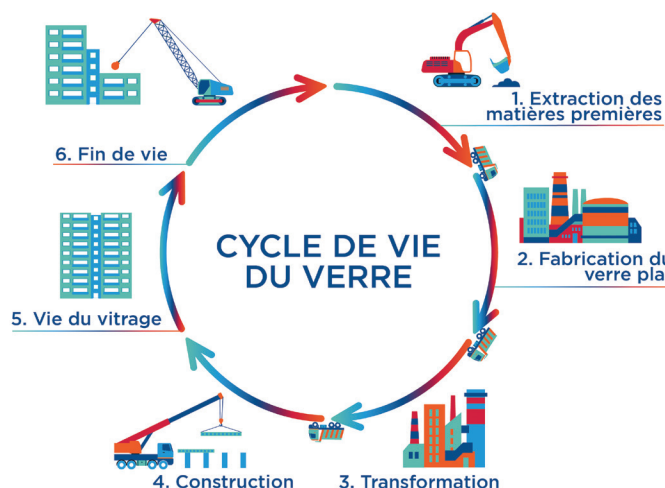 CYCLE DE VIE
DU VERRE
1. Extraction des
matières premières
2. Fabrication du
verre pla
3. Transformation
4. Construction
5. Vie du vitrage
6. Fin de vie